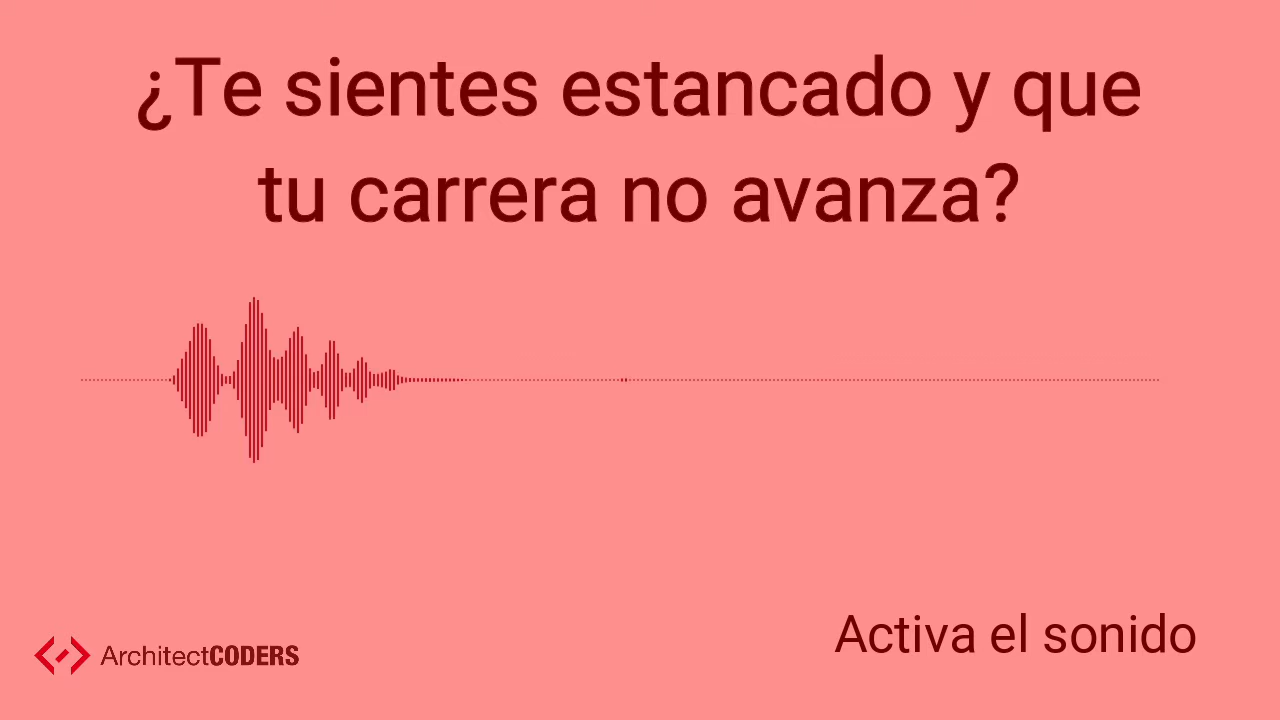 ¿Te sientes estancado y que
tu carrera no avanza?
Activa el sonido
ArchitectCODERS